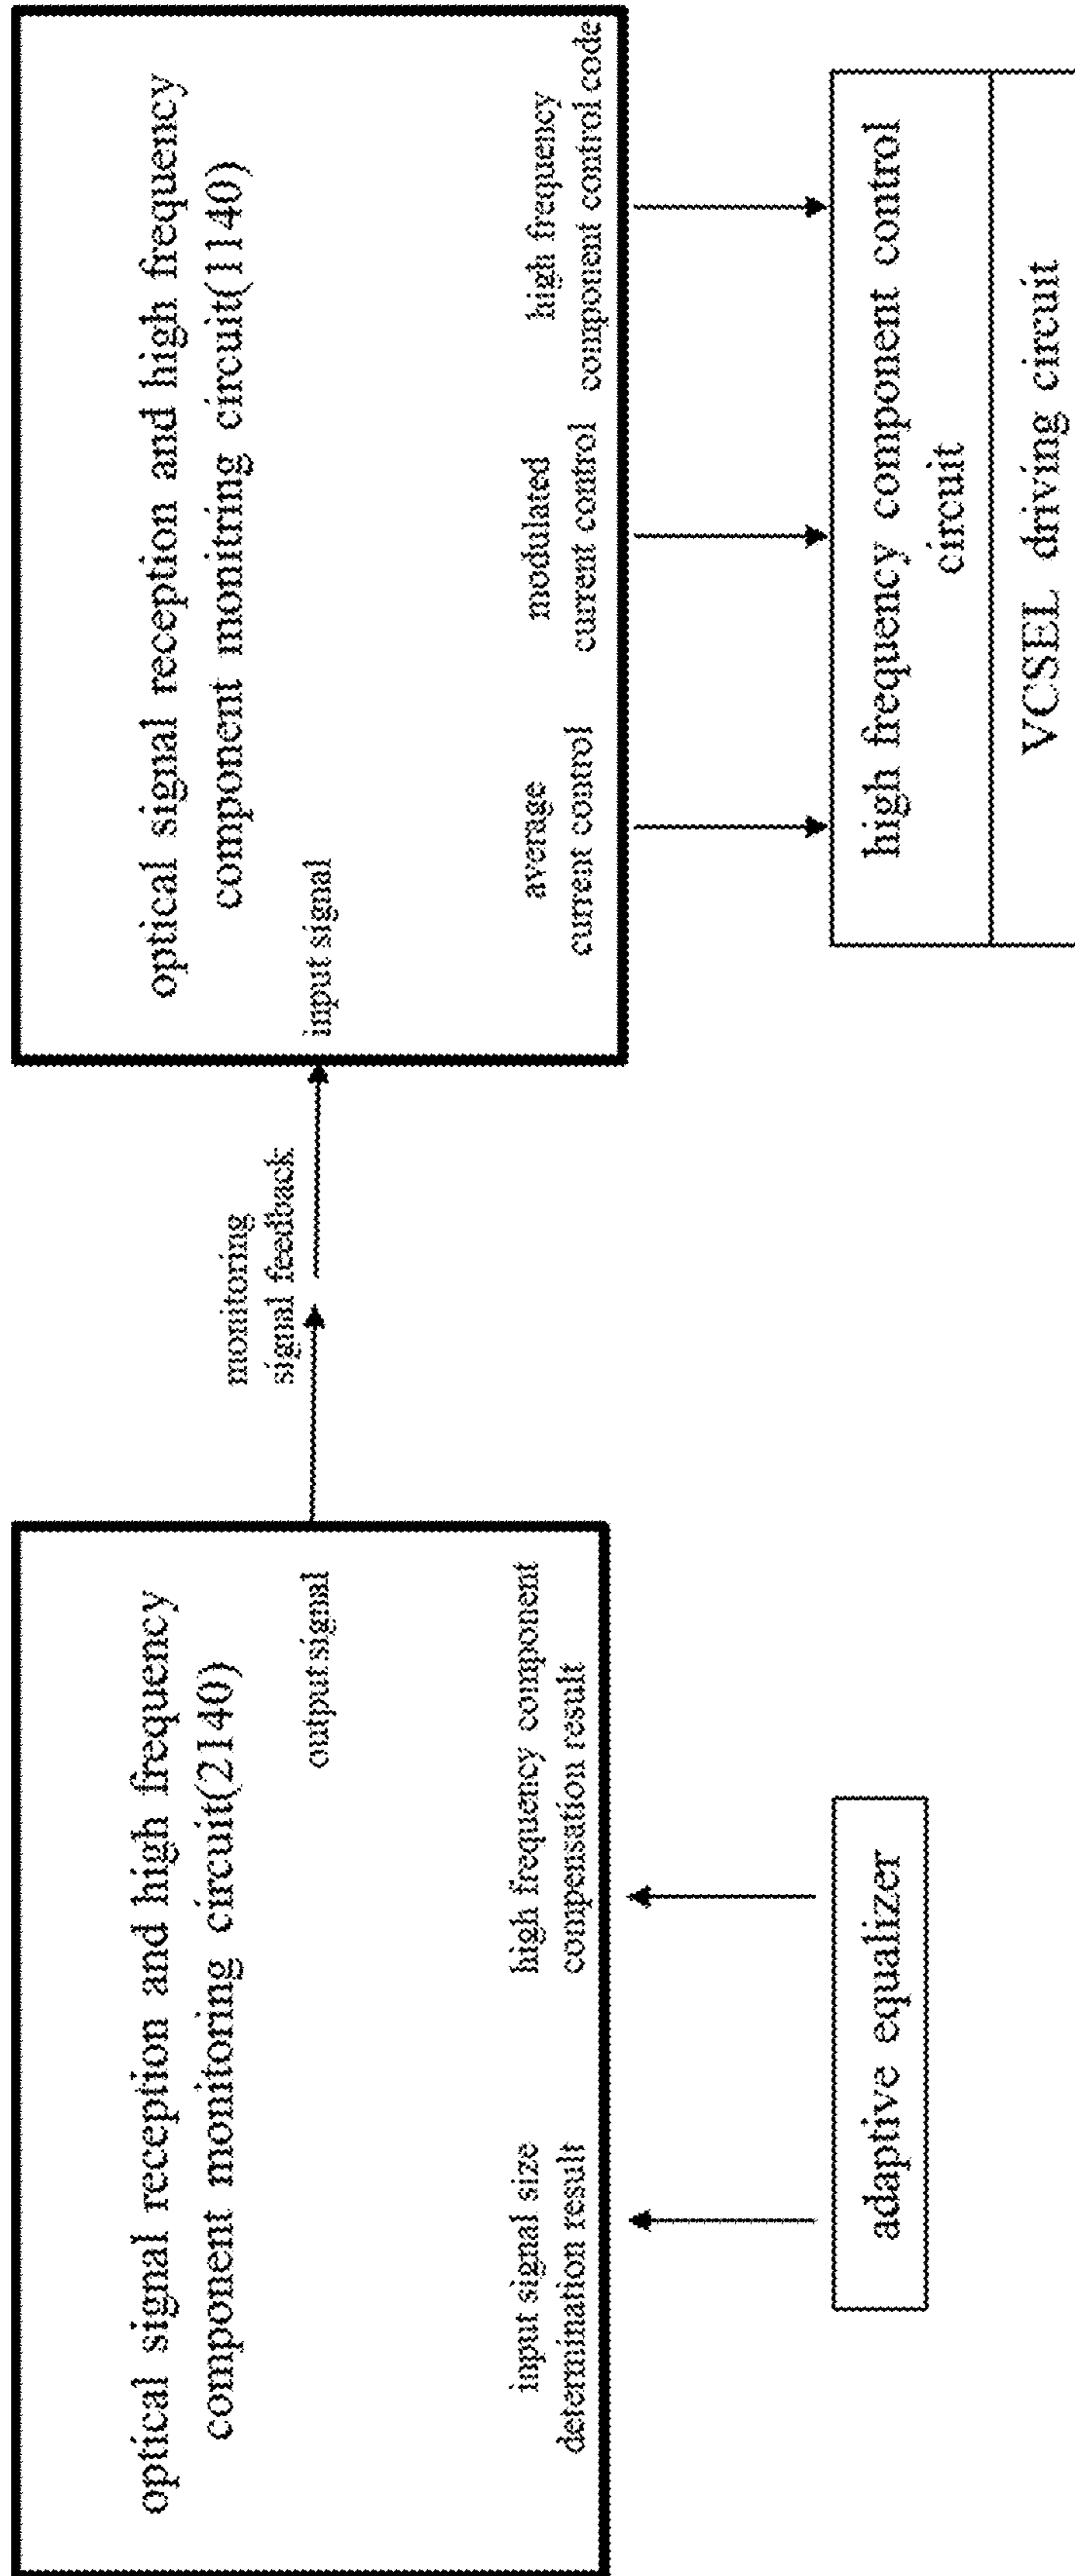 optical signal reception and high frequency
component monitoring circuit(2140)
output signal
input signal size
determination result
high frequency component
compensation result
adaptive equalizer
monitoring
signal feedback
optical signal reception and high frequency
component monitring circuit(1140)
input signal
average
current control
modulated
current control
high frequency
component control code
high frequency component control
circuit
VCSEL driving circuit